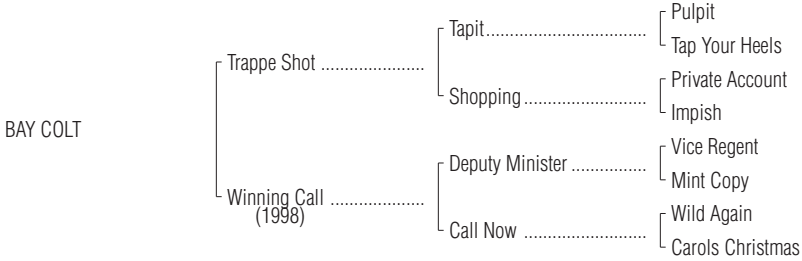 Pulpit
Tapit
Tap Your Heels
Trappe Shot
Private Account
Shopping
Impish
BAY COLT
Vice Regent
Deputy Minister
Mint Copy
Winning Call
(1998)
Wild Again
Call Now
Carols Christmas